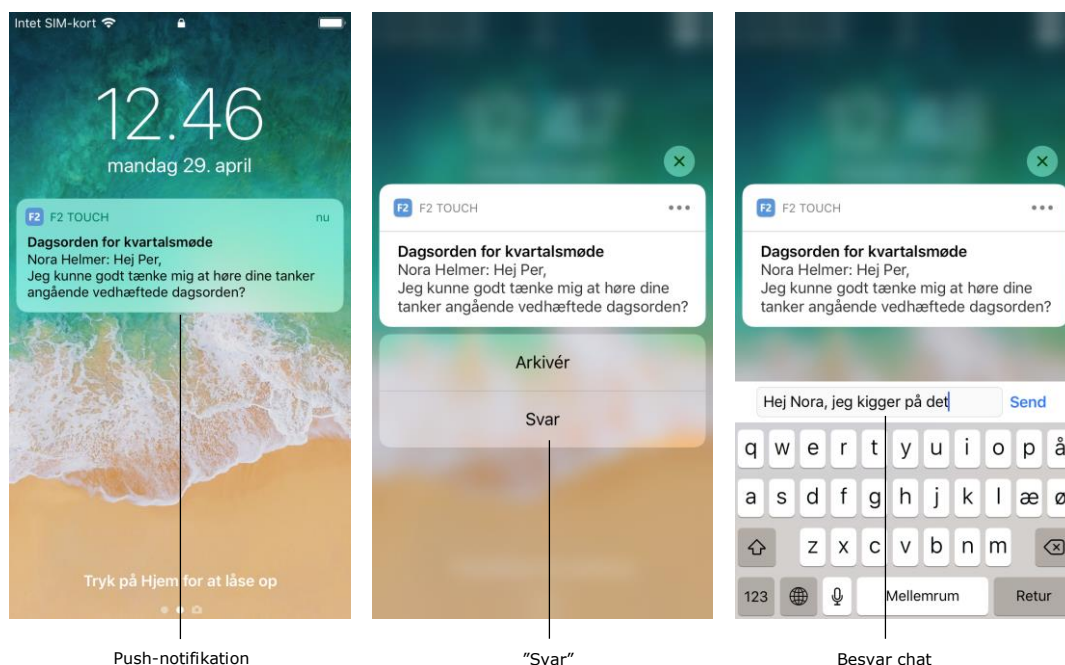 Intet SIM-kort
12.46
mandag 29. april
F2 F2 TOUCH nu
Dagsorden for kvartalsmøde
Nora Helmer: Hej Per,
Jeg kunne godt tænke mig at høre dine tanker
angående vedhæftede dagsorden?
Tryk på Hjem for at låse op
Push-notifikation
F2 F2 TOUCH
Dagsorden for kvartalsmøde
Nora Helmer: Hej Per,
Jeg kunne godt tænke mig at høre dine
tanker angående vedhæftede dagsorden?
Arkivér
Svar
”Svar”
F2 F2 TOUCH
Dagsorden for kvartalsmøde
Nora Helmer: Hej Per,
Jeg kunne godt tænke mig at høre dine
tanker angående vedhæftede dagsorden?
Hej Nora, jeg kigger på det Send
q w e r t y u i o p å
a s d f g h j k l æ ø
z x c v b n m
123 Mellemrum Retur
Besvar chat